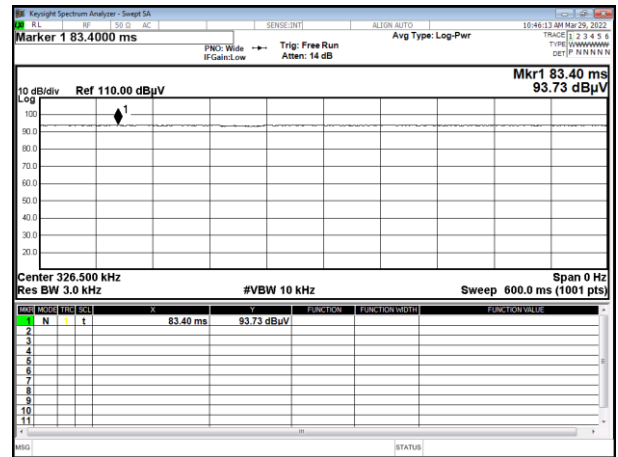 Keysight Spectrum Analyzer - Swept SA
RL RF 50 Ω AC SENSE:INT ALIGN AUTO 10:46:13 AM Mar 29, 2022
Marker 1 83.4000 ms
PNO: Wide
IFGain:Low
Trig: Free Run
Atten: 14 dB
Avg Type: Log-Pwr
TRACE 1 2 3 4 5 6
TYPE WWWWWW
DET P N N N N N
Mkr1 83.40 ms
93.73 dBµV
10 dB/div Ref 110.00 dBµV
Log
1
100
90.0
80.0
70.0
60.0
50.0
40.0
30.0
20.0
Center 326.500 kHz Span 0 Hz
Res BW 3.0 kHz #VBW 10 kHz Sweep 600.0 ms (1001 pts)
MKR MODE TRC SCL X Y FUNCTION FUNCTION WIDTH FUNCTION VALUE
1 N 1 t 83.40 ms 93.73 dBµV
2
3
4
5
6
7
8
9
10
11
MSG STATUS